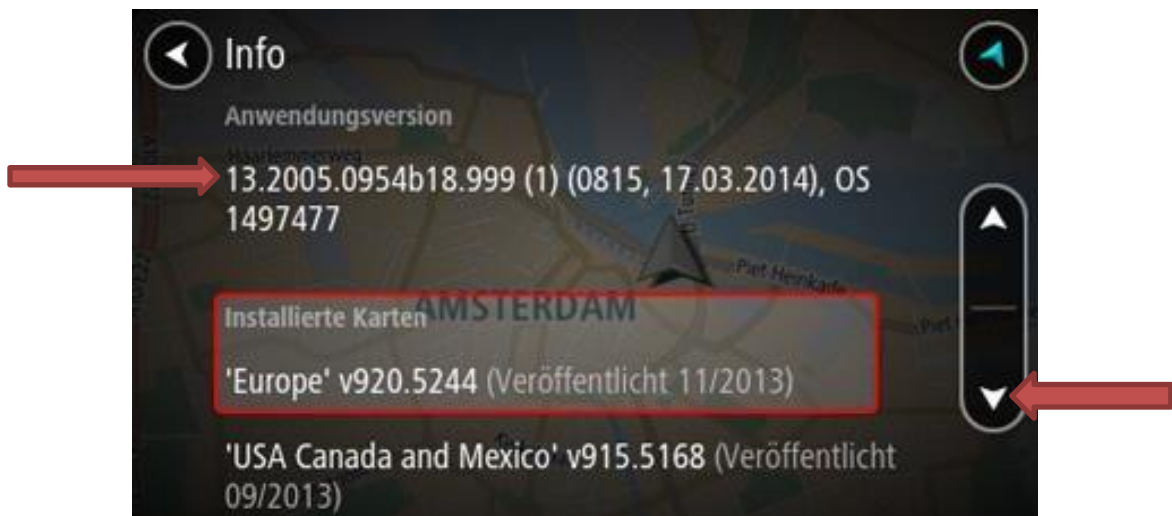 Info
Anwendungsversion
Haarlemmerweg
13.2005.0954b18.999 (1) (0815, 17.03.2014), OS
1497477
Piet Heinkade
AMSTERDAM
Installierte Karten
'Europe' v920.5244 (Veröffentlicht 11/2013)
'USA Canada and Mexico' v915.5168 (Veröffentlicht
09/2013)